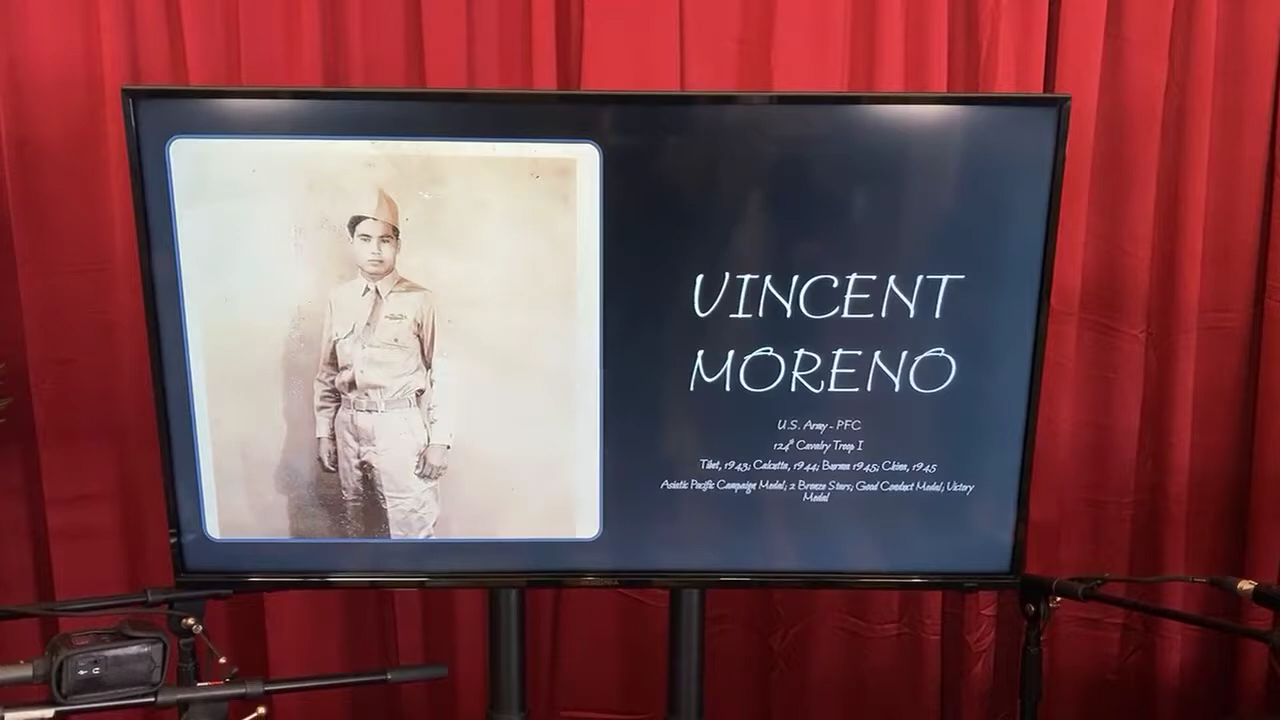 VINCENT
MORENO
U.S. Army - PFC
124th Cavalry Troop I
Tibet, 1943; Calcutta, 1944; Burma 1945; China, 1945
Asiatic Pacific Campaign Medal; 2 Bronze Stars; Good Conduct Medal; Victory
Medal